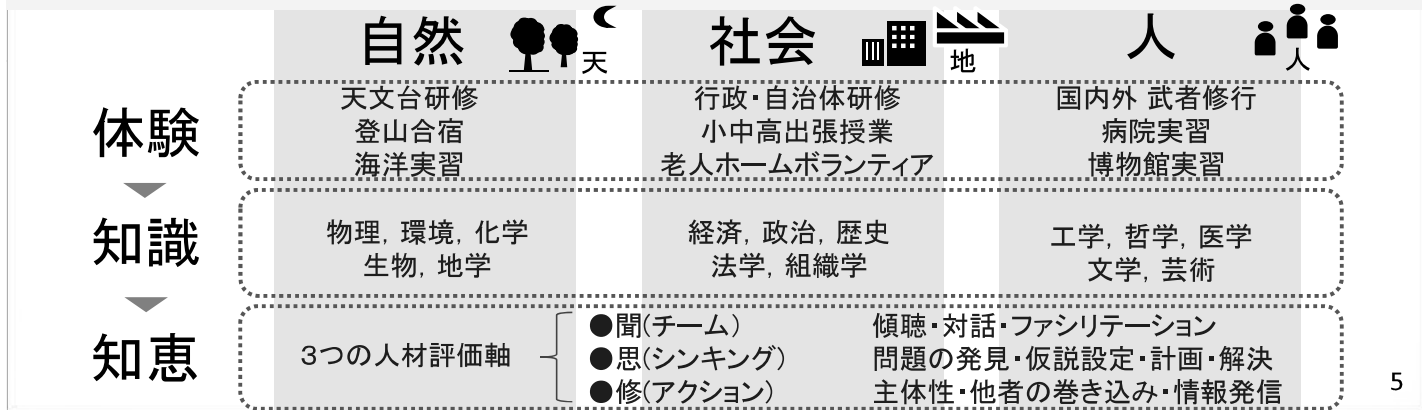 自然 天 社会 地 人 人
体験
天文台研修 行政・自治体研修 国内外 武者修行
登山合宿 小中高出張授業 病院実習
海洋実習 老人ホームボランティア 博物館実習
知識
物理, 環境, 化学 経済, 政治, 歴史 工学, 哲学, 医学
生物, 地学 法学, 組織学 文学, 芸術
知恵
3つの人材評価軸
●聞(チーム) 傾聴・対話・ファシリテーション
●思(シンキング) 問題の発見・仮説設定・計画・解決
●修(アクション) 主体性・他者の巻き込み・情報発信
5